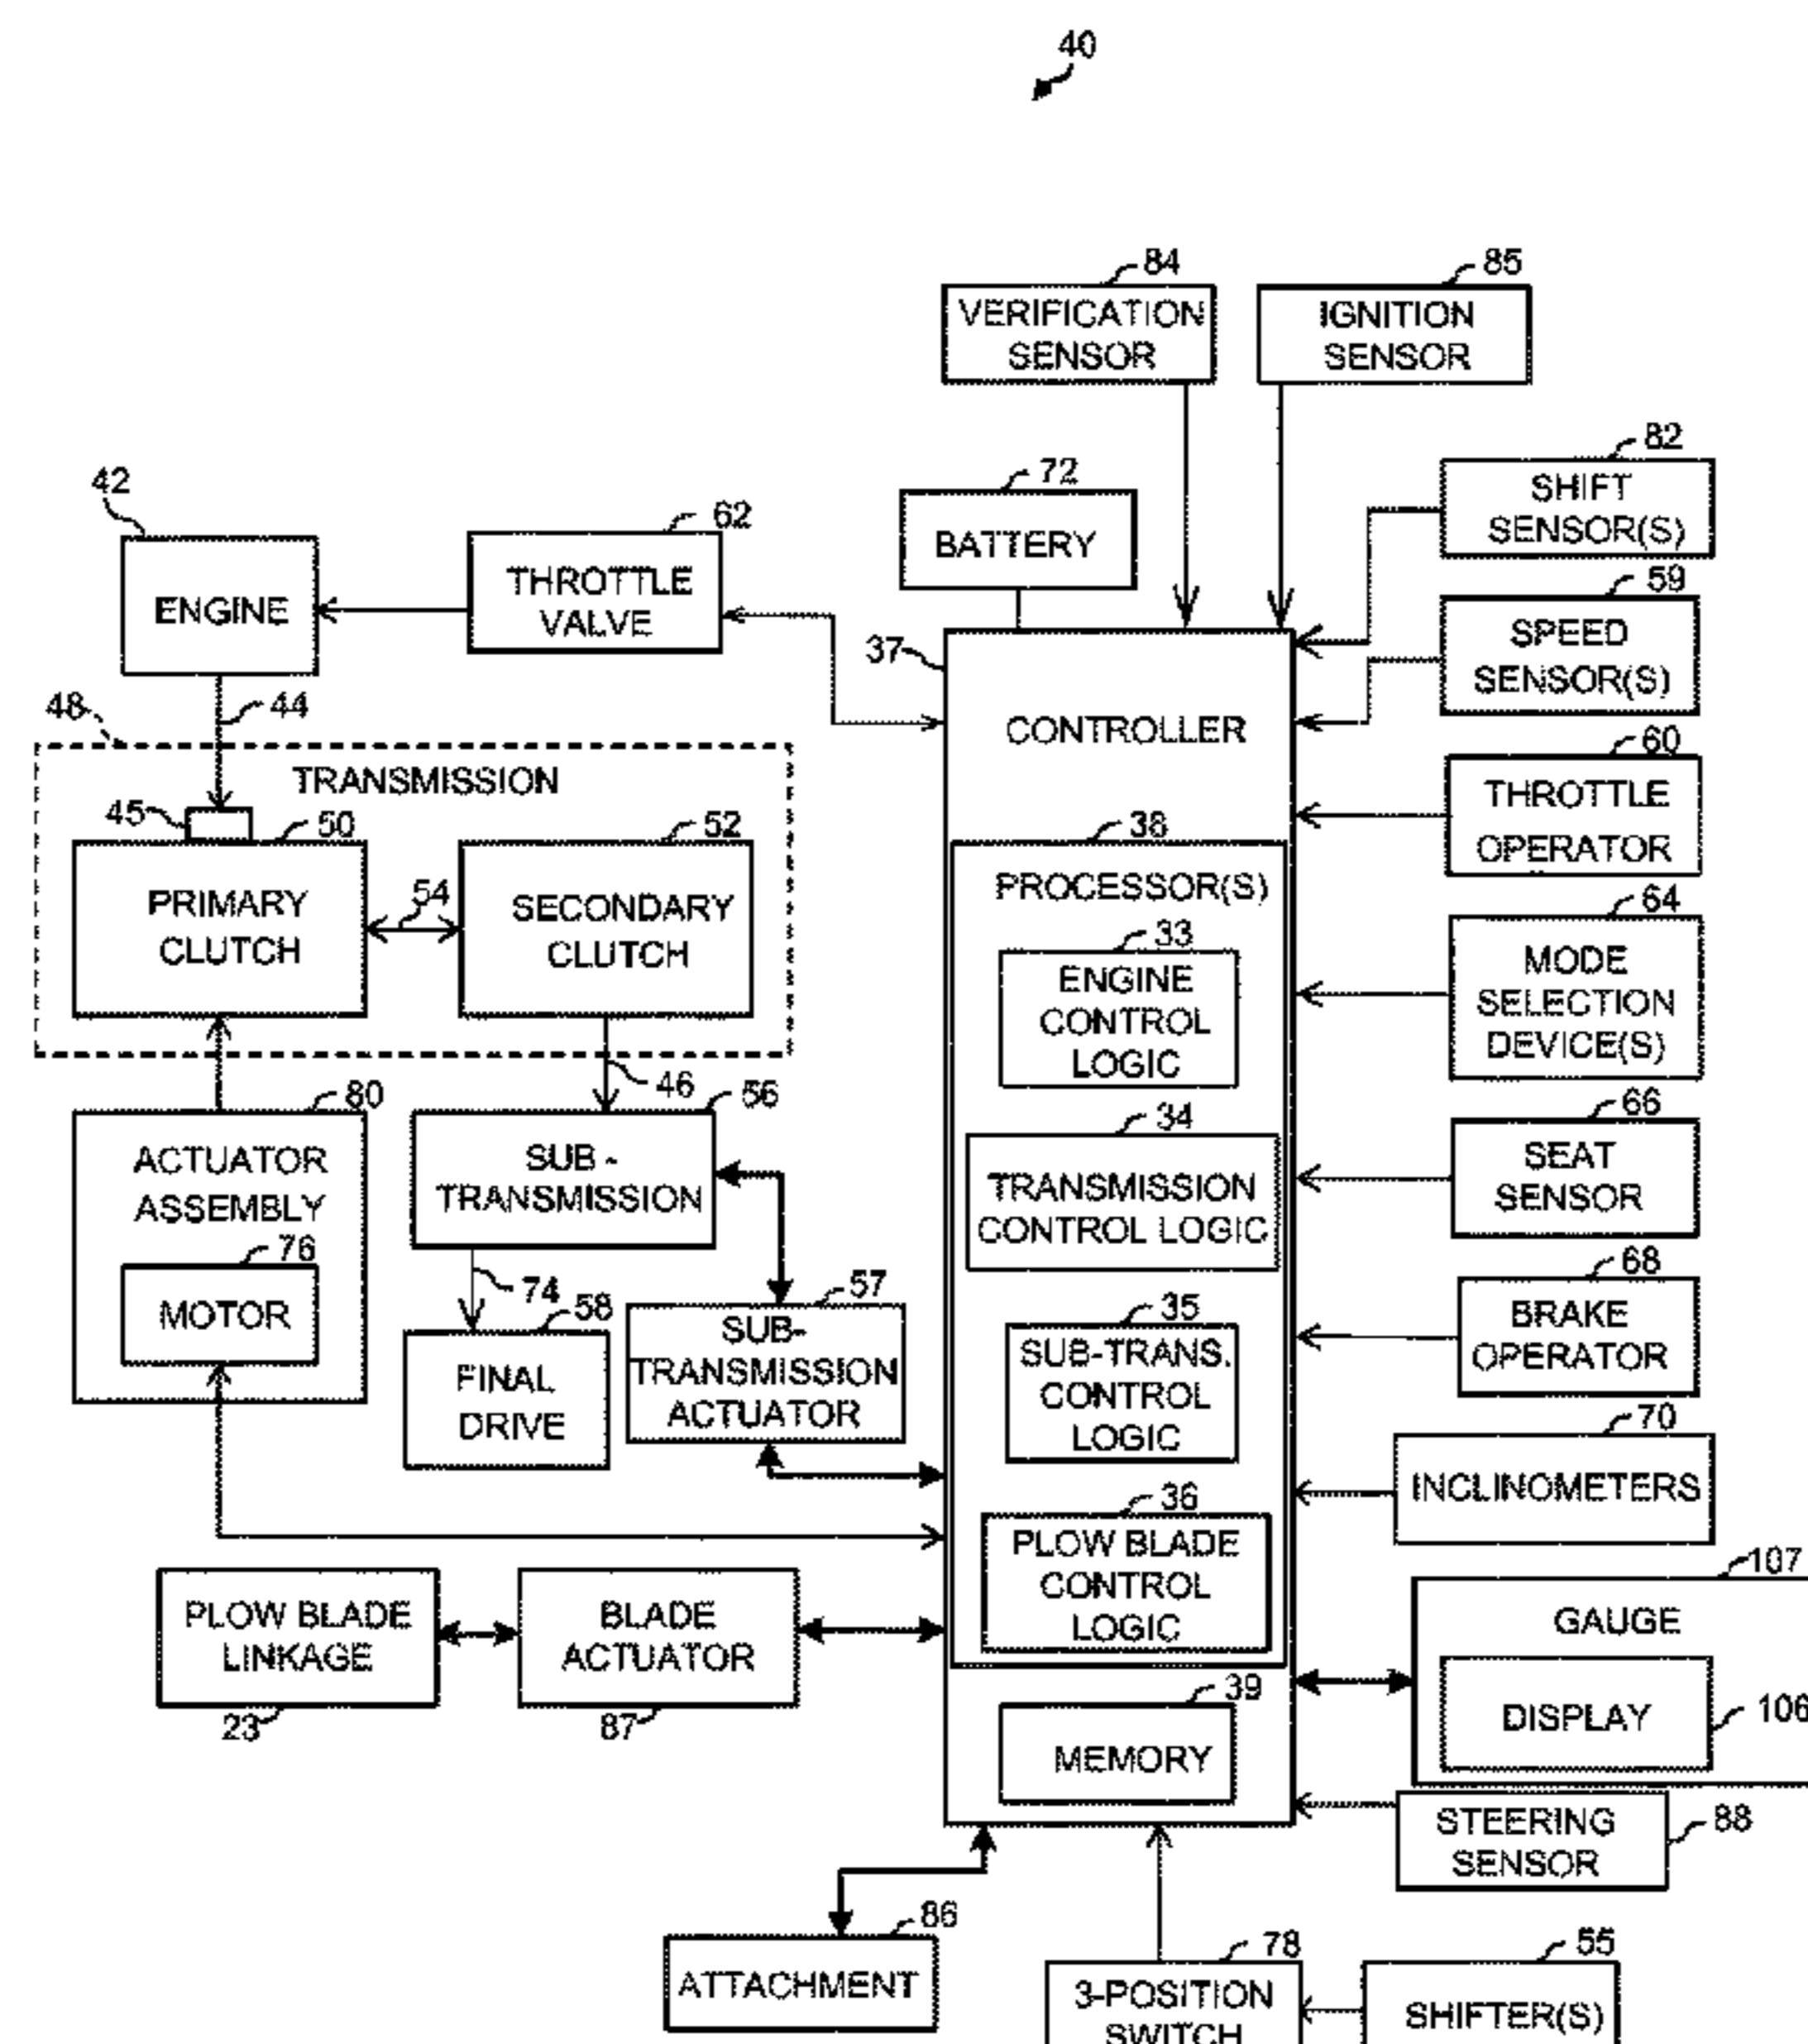 40
84
VERIFICATION
SENSOR
85
IGNITION
SENSOR
82
SHIFT
SENSOR(S)
42
ENGINE
62
THROTTLE
VALVE
72
BATTERY
59
SPEED
SENSOR(S)
37
CONTROLLER
44
48
TRANSMISSION
45
50
PRIMARY
CLUTCH
54
52
SECONDARY
CLUTCH
46
60
THROTTLE
OPERATOR
38
PROCESSOR(S)
33
ENGINE
CONTROL
LOGIC
64
MODE
SELECTION
DEVICE(S)
80
ACTUATOR
ASSEMBLY
76
MOTOR
56
SUB -
TRANSMISSION
74
58
FINAL
DRIVE
57
SUB-
TRANSMISSION
ACTUATOR
34
TRANSMISSION
CONTROL LOGIC
66
SEAT
SENSOR
35
SUB-TRANS.
CONTROL
LOGIC
68
BRAKE
OPERATOR
70
INCLINOMETERS
36
PLOW BLADE
CONTROL
LOGIC
PLOW BLADE
LINKAGE
23
BLADE
ACTUATOR
87
107
GAUGE
DISPLAY
106
39
MEMORY
STEERING
SENSOR
88
86
ATTACHMENT
78
3-POSITION
SWITCH
55
SHIFTER(S)